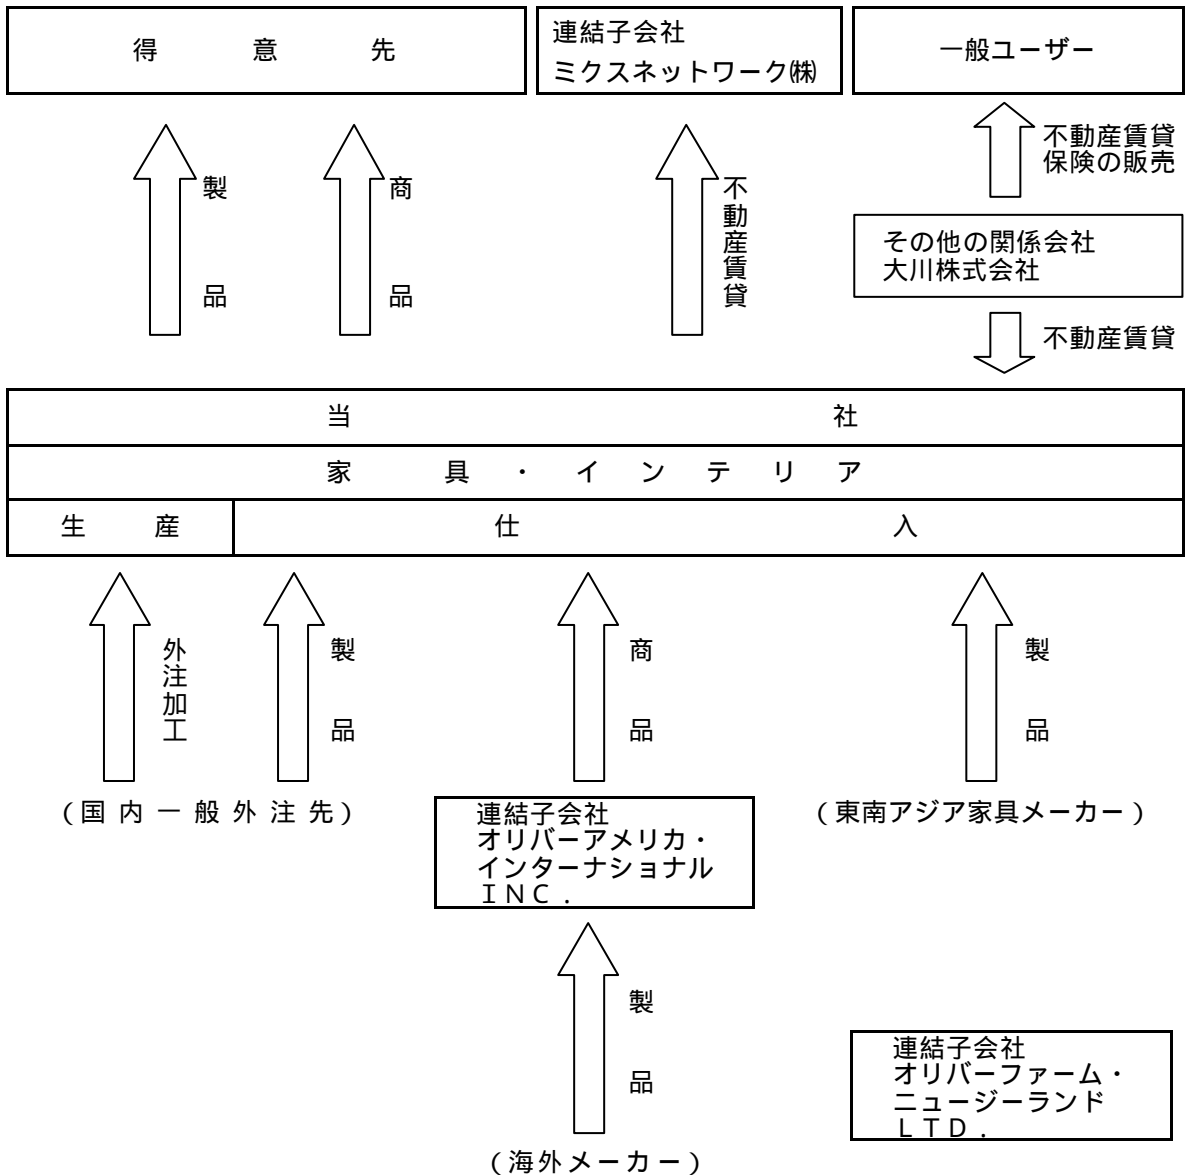 得意先
連結子会社
ミクスネットワーク㈱
一般ユーザー
製品
商品
不動産賃貸
不動産賃貸
保険の販売
その他の関係会社
大川株式会社
不動産賃貸
当社
家具・インテリア
生産
仕入
外注加工
製品
商品
製品
(国内一般外注先)
連結子会社
オリバーアメリカ・
インターナショナル
ＩＮＣ．
(東南アジア家具メーカー)
製品
連結子会社
オリバーファーム・
ニュージーランド
ＬＴＤ．
(海外メーカー)